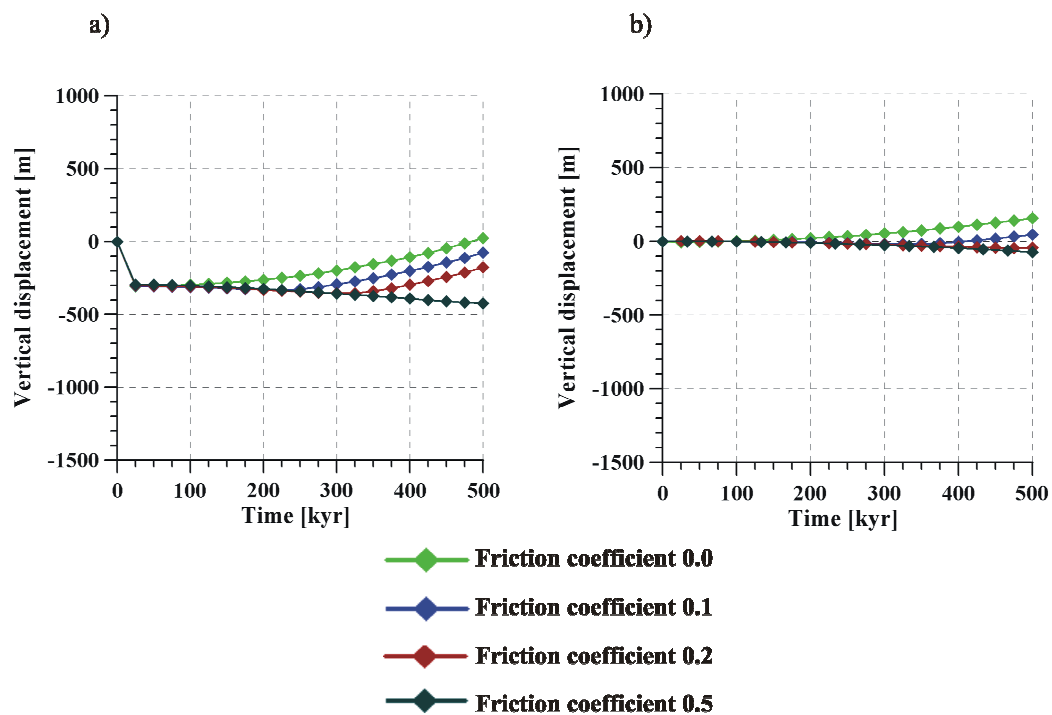 a)
b)
1000
500
0
-500
-1000
-1500
Vertical displacement [m]
0 100 200 300 400 500
Time [kyr]
1000
500
0
-500
-1000
-1500
Vertical displacement [m]
0 100 200 300 400 500
Time [kyr]
Friction coefficient 0.0
Friction coefficient 0.1
Friction coefficient 0.2
Friction coefficient 0.5